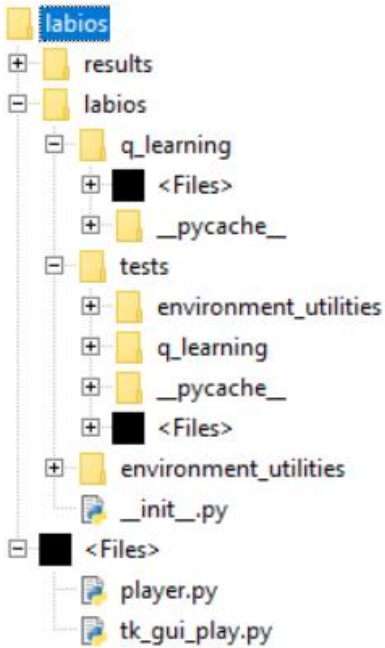 labios
results
labios
q_learning
<Files>
__pycache__
tests
environment_utilities
q_learning
__pycache__
<Files>
environment_utilities
__init__.py
<Files>
player.py
tk_gui_play.py